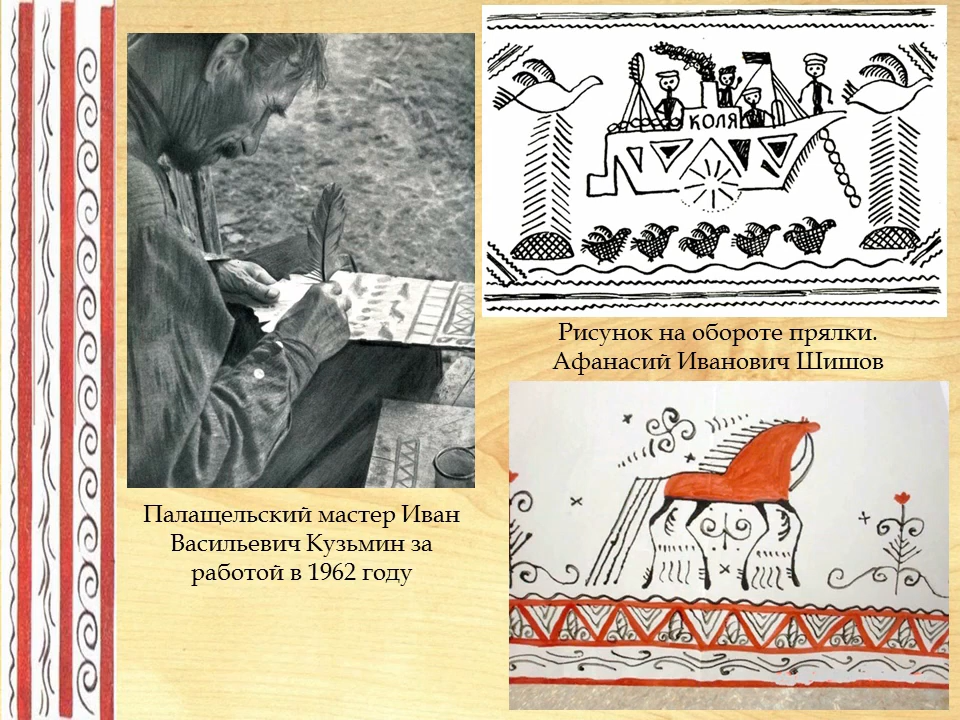 КОЛЯ
Рисунок на обороте прялки.
Афанасий Иванович Шишов
Палащельский мастер Иван
Васильевич Кузьмин за
работой в 1962 году